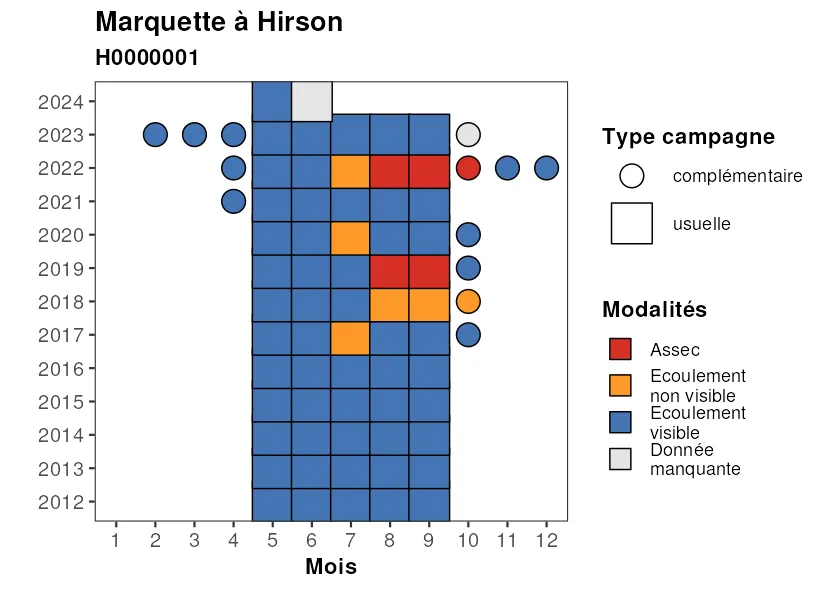 Marquette à Hirson
H0000001
2024
2023
2022
2021
2020
2019
2018
2017
2016
2015
2014
2013
2012
1 2 3 4 5 6 7 8 9 10 11 12
Mois
Type campagne
complémentaire
usuelle
Modalités
Assec
Ecoulement
non visible
Ecoulement
visible
Donnée
manquante